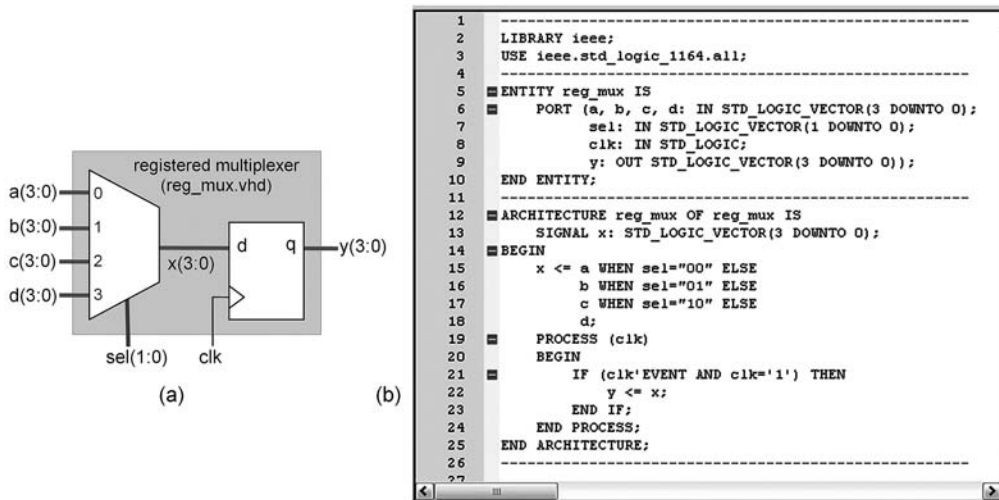 registered multiplexer
(reg_mux.vhd)
a(3:0)
0
b(3:0)
1
c(3:0)
2
d(3:0)
3
x(3:0)
d
q
y(3:0)
sel(1:0)
clk
(a)
(b)
1 ----------------------------------------------------
2 LIBRARY ieee;
3 USE ieee.std_logic_1164.all;
4 ----------------------------------------------------
5 ENTITY reg_mux IS
6 PORT (a, b, c, d: IN STD_LOGIC_VECTOR(3 DOWNTO 0);
7 sel: IN STD_LOGIC_VECTOR(1 DOWNTO 0);
8 clk: IN STD_LOGIC;
9 y: OUT STD_LOGIC_VECTOR(3 DOWNTO 0));
10 END ENTITY;
11 ----------------------------------------------------
12 ARCHITECTURE reg_mux OF reg_mux IS
13 SIGNAL x: STD_LOGIC_VECTOR(3 DOWNTO 0);
14 BEGIN
15 x <= a WHEN sel="00" ELSE
16 b WHEN sel="01" ELSE
17 c WHEN sel="10" ELSE
18 d;
19 PROCESS (clk)
20 BEGIN
21 IF (clk'EVENT AND clk='1') THEN
22 y <= x;
23 END IF;
24 END PROCESS;
25 END ARCHITECTURE;
26 ----------------------------------------------------
27